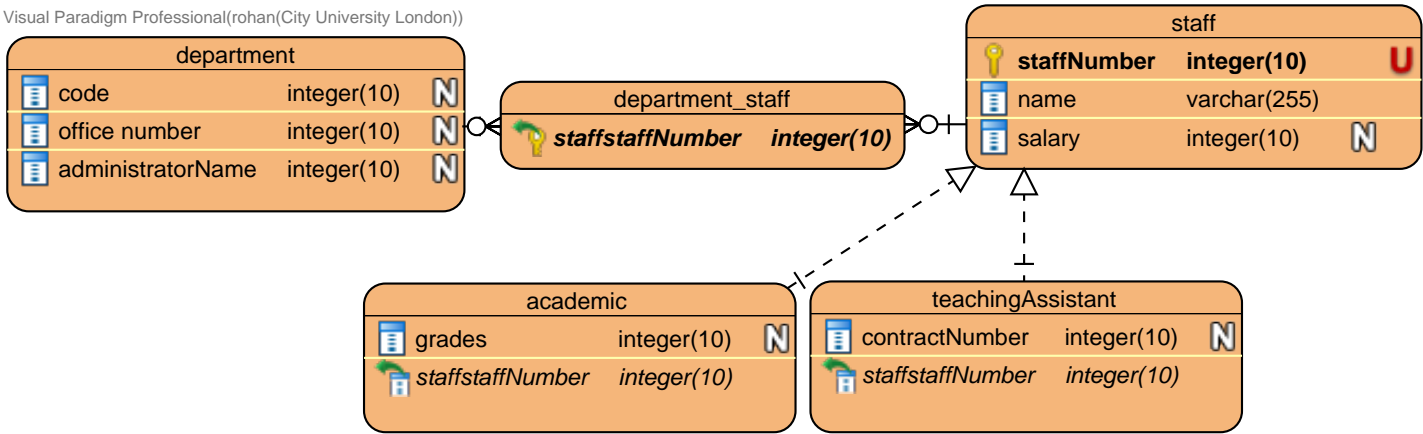 Visual Paradigm Professional(rohan(City University London))
department
code integer(10) N
office number integer(10) N
administratorName integer(10) N
department_staff
staffstaffNumber integer(10)
staff
staffNumber integer(10) U
name varchar(255)
salary integer(10) N
academic
grades integer(10) N
staffstaffNumber integer(10)
teachingAssistant
contractNumber integer(10) N
staffstaffNumber integer(10)